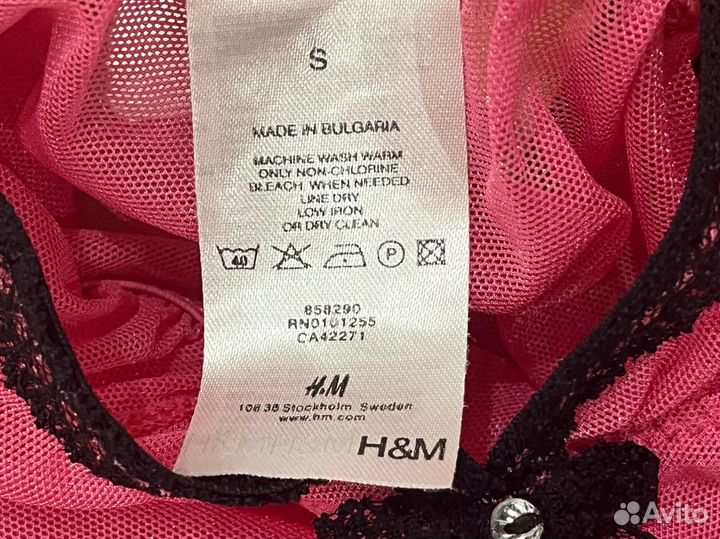 S
MADE IN BULGARIA
MACHINE WASH WARM
ONLY NON-CHLORINE
BLEACH WHEN NEEDED
LINE DRY
LOW IRON
OR DRY CLEAN
40 P
858290
RN0101255
CA42271
H&M
106 38 Stockholm Sweden
www.hm.com
H&M H&M H&M
Avito